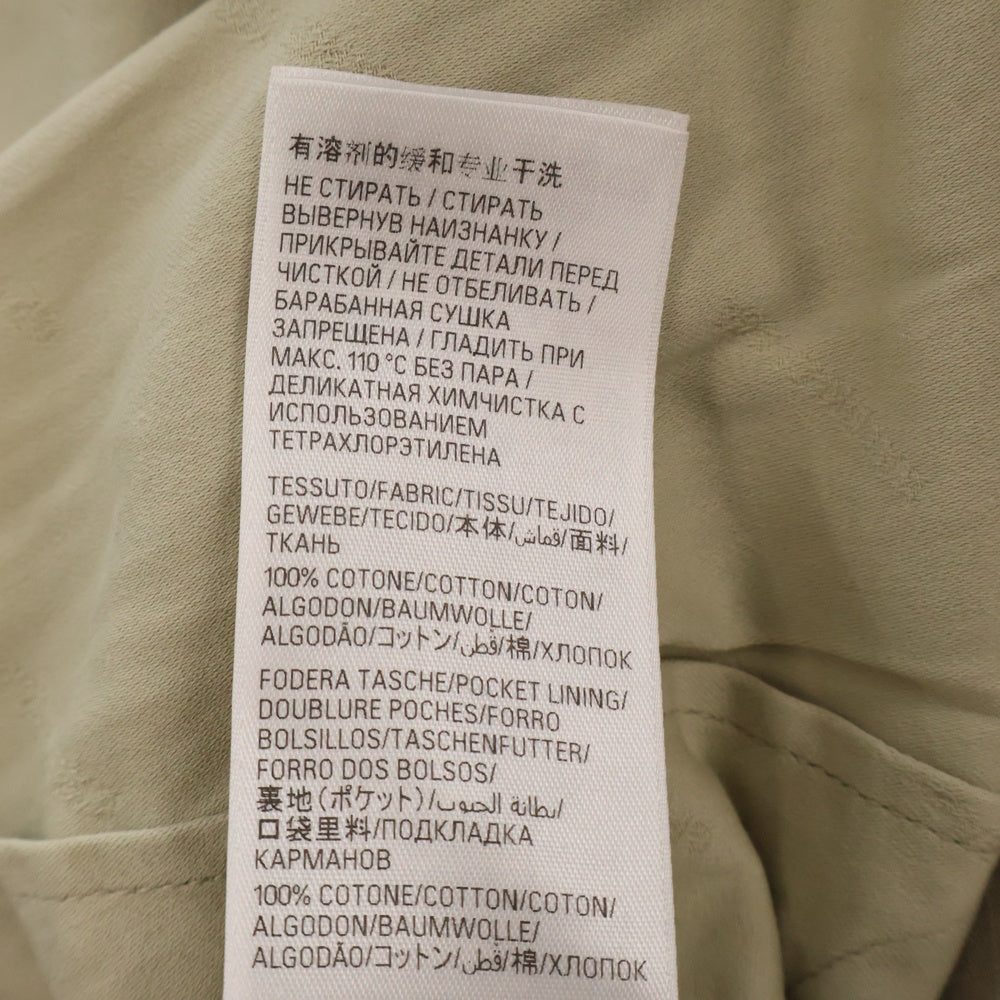 有溶剂的缓和专业干洗
НЕ СТИРАТЬ / СТИРАТЬ
ВЫВЕРНУВ НАИЗНАНКУ /
ПРИКРЫВАЙТЕ ДЕТАЛИ ПЕРЕД
ЧИСТКОЙ / НЕ ОТБЕЛИВАТЬ /
БАРАБАННАЯ СУШКА
ЗАПРЕЩЕНА / ГЛАДИТЬ ПРИ
МАКС. 110 °C БЕЗ ПАРА /
ДЕЛИКАТНАЯ ХИМЧИСТКА С
ИСПОЛЬЗОВАНИЕМ
ТЕТРАХЛОРЭТИЛЕНА
TESSUTO/FABRIC/TISSU/TEJIDO/
GEWEBE/TECIDO/本体/قماش/面料/
ТКАНЬ
100% COTONE/COTTON/COTON/
ALGODON/BAUMWOLLE/
ALGODÃO/コットン/قطن/棉/ХЛОПОК
FODERA TASCHE/POCKET LINING/
DOUBLURE POCHES/FORRO
BOLSILLOS/TASCHENFUTTER/
FORRO DOS BOLSOS/
裏地(ポケット)/بطانة الجيوب/
口袋里料/ПОДКЛАДКА
КАРМАНОВ
100% COTONE/COTTON/COTON/
ALGODON/BAUMWOLLE/
ALGODÃO/コットン/قطن/棉/ХЛОПОК